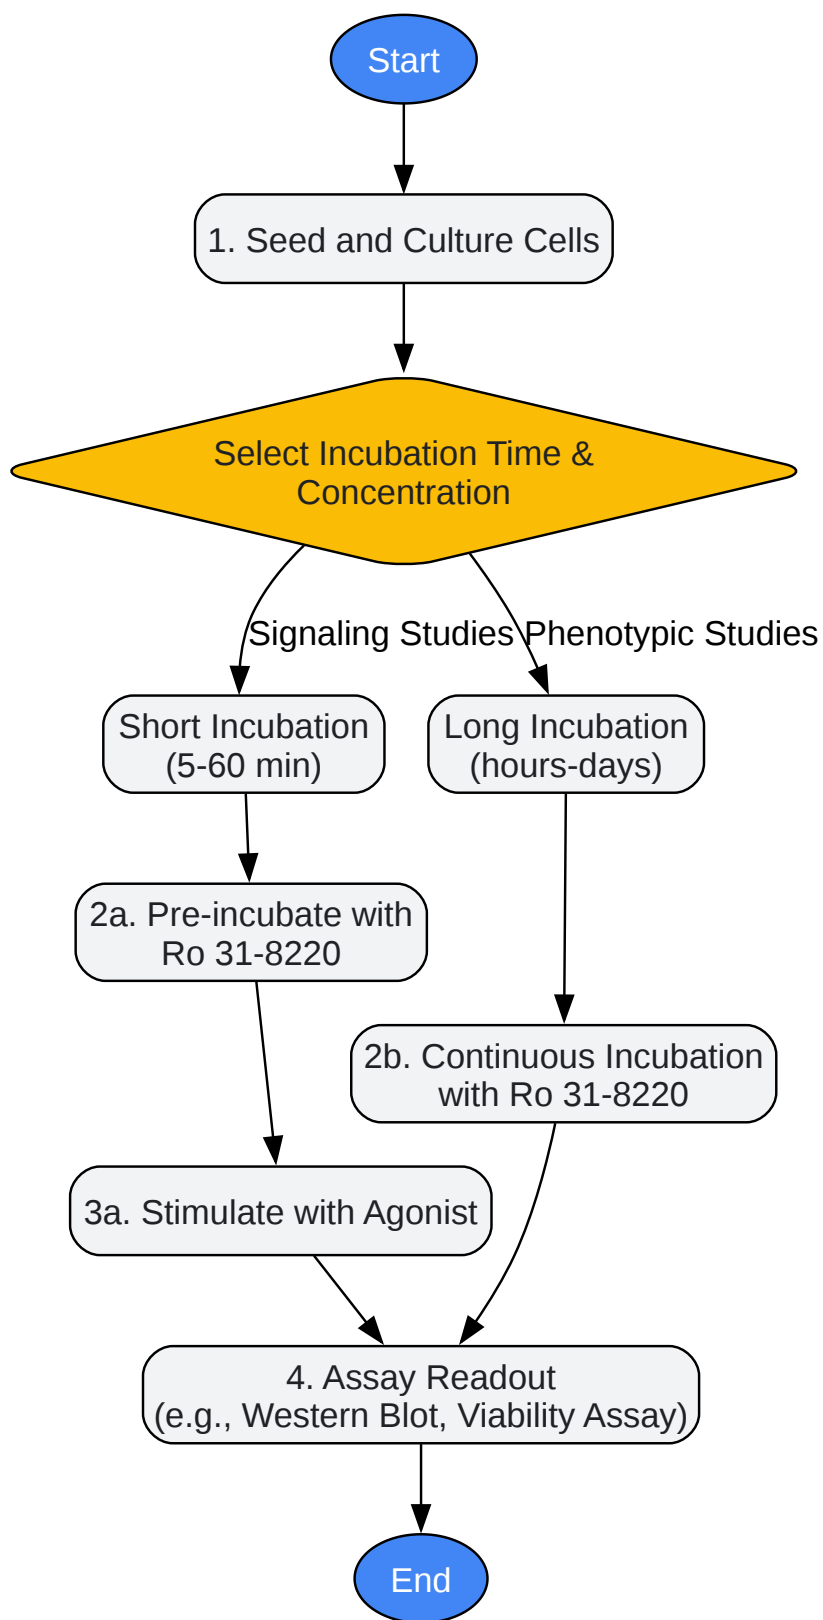 Start
1. Seed and Culture Cells
Select Incubation Time &
Concentration
Signaling Studies
Phenotypic Studies
Short Incubation
(5-60 min)
Long Incubation
(hours-days)
2a. Pre-incubate with
Ro 31-8220
2b. Continuous Incubation
with Ro 31-8220
3a. Stimulate with Agonist
4. Assay Readout
(e.g., Western Blot, Viability Assay)
End